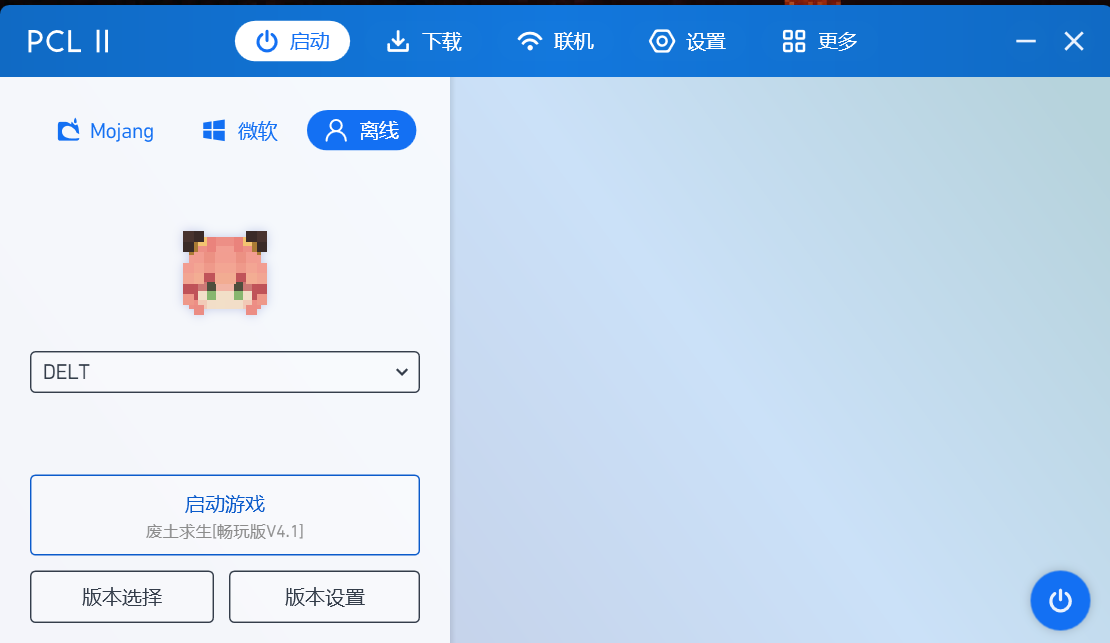 PCL II 启动 下载 联机 设置 更多
Mojang 微软 离线
DELT
启动游戏
废土求生[畅玩版V4.1]
版本选择 版本设置